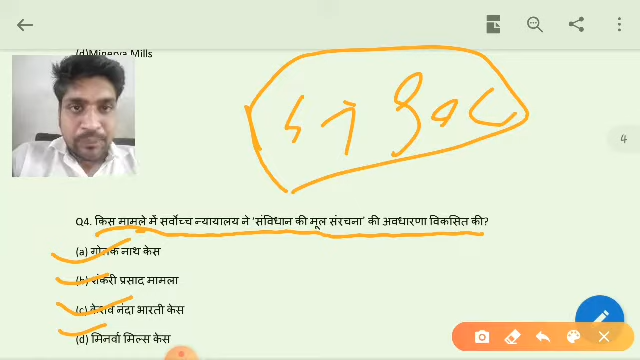 (d)Minerva Mills
4
Q4. किस मामले में सर्वोच्च न्यायालय ने 'संविधान की मूल संरचना' की अवधारणा विकसित की?
(a) गोलक नाथ केस
(b) शंकरी प्रसाद मामला
(c) केशव नंदा भारती केस
(d) मिनर्वा मिल्स केस